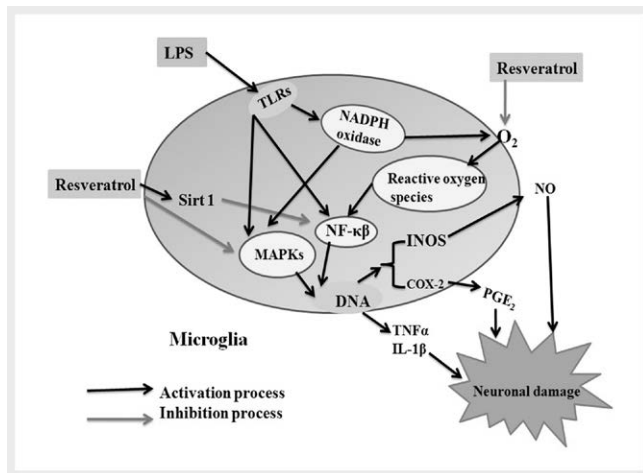 LPS
Resveratrol
TLRs
NADPH
oxidase
O2
Reactive oxygen
species
Resveratrol
Sirt 1
NO
NF-κβ
MAPKs
INOS
COX-2
DNA
PGE2
TNFα
IL-1β
Microglia
Neuronal damage
Activation process
Inhibition process